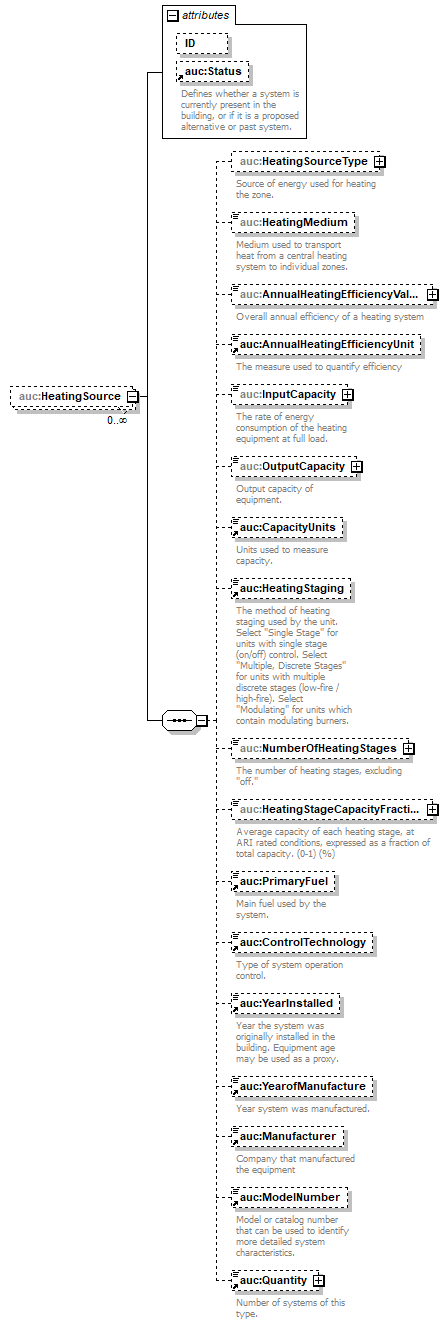 attributes
ID
auc:Status
Defines whether a system is
currently present in the
building, or if it is a proposed
alternative or past system.
auc:HeatingSourceType
Source of energy used for heating
the zone.
auc:HeatingMedium
Medium used to transport
heat from a central heating
system to individual zones.
auc:AnnualHeatingEfficiencyVal...
Overall annual efficiency of a heating system
auc:AnnualHeatingEfficiencyUnit
The measure used to quantify efficiency
auc:HeatingSource
0..∞
auc:InputCapacity
The rate of energy
consumption of the heating
equipment at full load.
auc:OutputCapacity
Output capacity of
equipment.
auc:CapacityUnits
Units used to measure
capacity.
auc:HeatingStaging
The method of heating
staging used by the unit.
Select "Single Stage" for
units with single stage
(on/off) control. Select
"Multiple, Discrete Stages"
for units with multiple
discrete stages (low-fire /
high-fire). Select
"Modulating" for units which
contain modulating burners.
auc:NumberOfHeatingStages
The number of heating stages, excluding
"off."
auc:HeatingStageCapacityFracti...
Average capacity of each heating stage, at
ARI rated conditions, expressed as a fraction of
total capacity. (0-1) (%)
auc:PrimaryFuel
Main fuel used by the
system.
auc:ControlTechnology
Type of system operation
control.
auc:YearInstalled
Year the system was
originally installed in the
building. Equipment age
may be used as a proxy.
auc:YearofManufacture
Year system was manufactured.
auc:Manufacturer
Company that manufactured
the equipment
auc:ModelNumber
Model or catalog number
that can be used to identify
more detailed system
characteristics.
auc:Quantity
Number of systems of this
type.